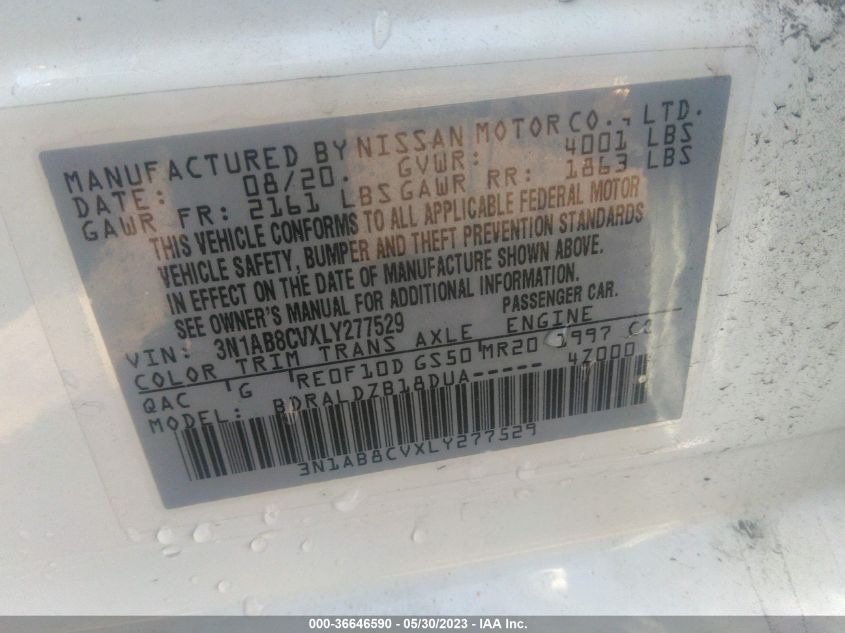 MANUFACTURED BY NISSAN MOTOR CO., LTD.
DATE: 08/20. GVWR: 4001 LBS
GAWR FR: 2161 LBS GAWR RR: 1863 LBS
THIS VEHICLE CONFORMS TO ALL APPLICABLE FEDERAL MOTOR
VEHICLE SAFETY, BUMPER AND THEFT PREVENTION STANDARDS
IN EFFECT ON THE DATE OF MANUFACTURE SHOWN ABOVE.
SEE OWNER'S MANUAL FOR ADDITIONAL INFORMATION.
VIN: 3N1AB8CVXLY277529 PASSENGER CAR.
COLOR TRIM TRANS AXLE ENGINE
QAC G RE0F10D GS50 MR20 1997 CC
MODEL: BDRALDZB18DUA----- 4Z000
3N1AB8CVXLY277529
000-36646590 - 05/30/2023 - IAA Inc.